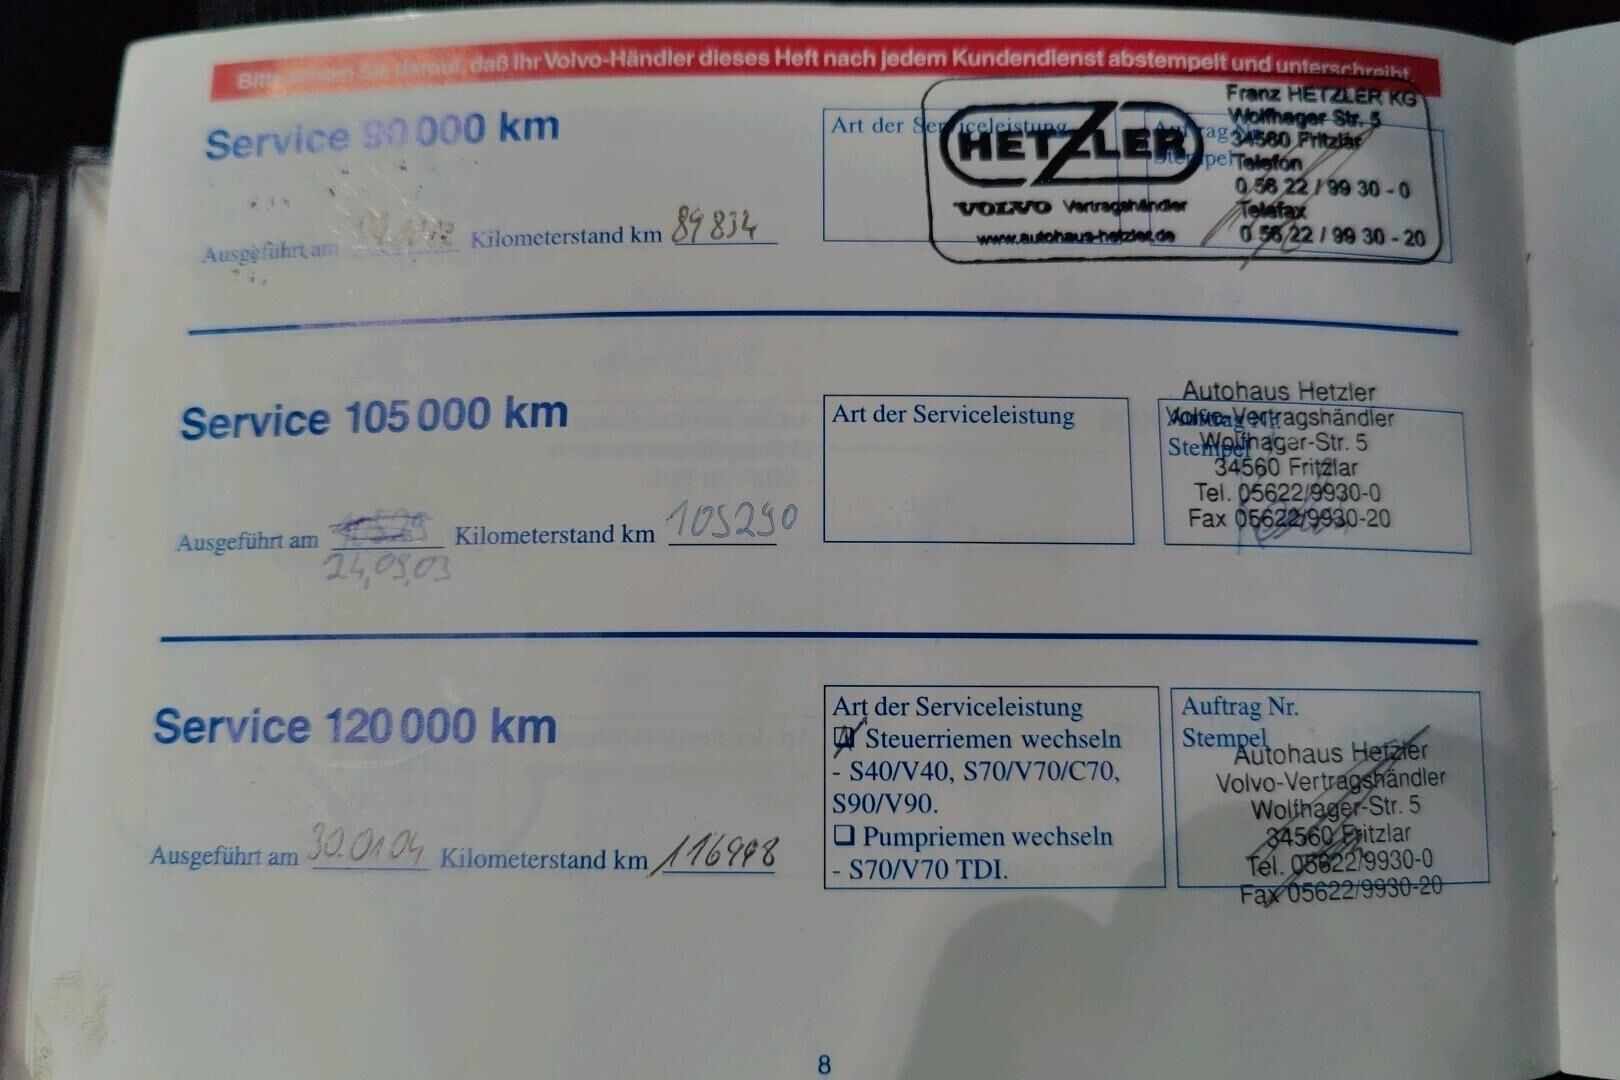 Bitte achten Sie darauf, daß Ihr Volvo-Händler dieses Heft nach jedem Kundendienst abstempelt und unterschreibt.
Service 90 000 km
Ausgeführt am
Kilometerstand km 89 834
Art der Serviceleistung
Auftrag Nr.
Stempel
HETZLER
VOLVO Vertragshändler
www.autohaus-hetzler.de
Franz HETZLER KG
Wolfhager Str. 5
34560 Fritzlar
Telefon
0 56 22 / 99 30 - 0
Telefax
0 56 22 / 99 30 - 20
Service 105 000 km
Ausgeführt am
24,09,03
Kilometerstand km 105290
Art der Serviceleistung
Auftrag Nr.
Stempel
Autohaus Hetzler
Volvo-Vertragshändler
Wolfhager-Str. 5
34560 Fritzlar
Tel. 05622/9930-0
Fax 05622/9930-20
Service 120 000 km
Ausgeführt am 30.01.04 Kilometerstand km 116998
Art der Serviceleistung
Steuerriemen wechseln
- S40/V40, S70/V70/C70,
S90/V90.
❑ Pumpriemen wechseln
- S70/V70 TDI.
Auftrag Nr.
Stempel
Autohaus Hetzler
Volvo-Vertragshändler
Wolfhager-Str. 5
34560 Fritzlar
Tel. 05622/9930-0
Fax 05622/9930-20
8